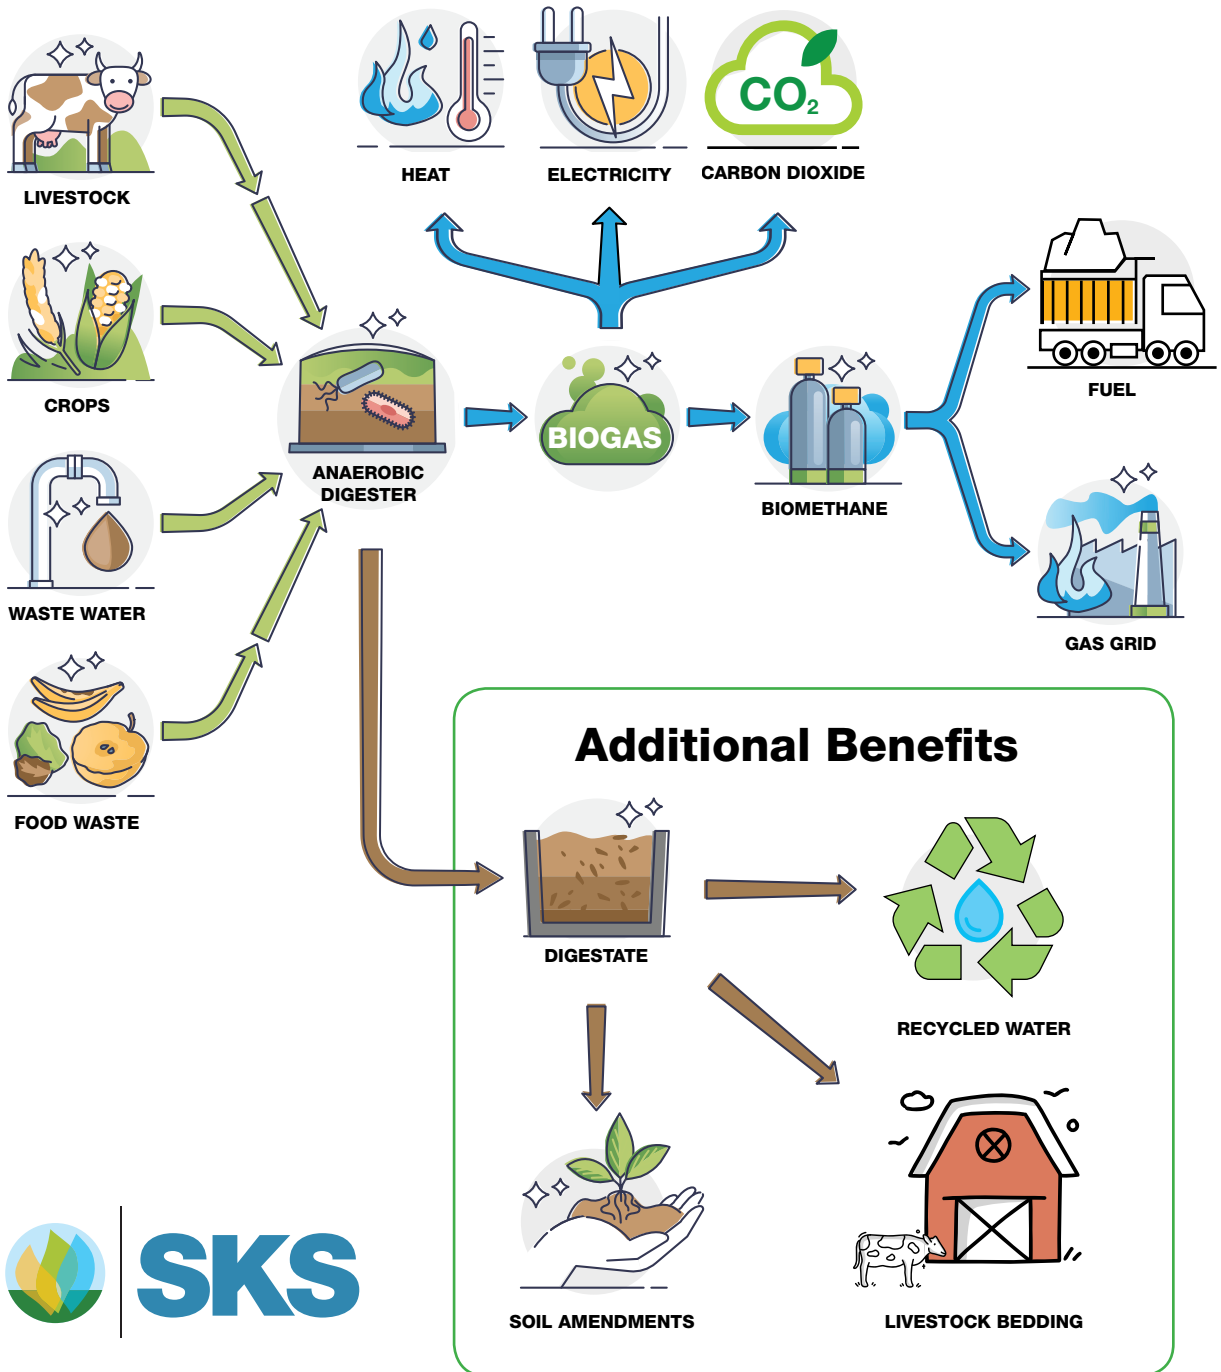 HEAT
ELECTRICITY
CO2
CARBON DIOXIDE
LIVESTOCK
CROPS
WASTE WATER
FOOD WASTE
ANAEROBIC
DIGESTER
BIOGAS
BIOMETHANE
FUEL
GAS GRID
Additional Benefits
DIGESTATE
RECYCLED WATER
SOIL AMENDMENTS
LIVESTOCK BEDDING
SKS